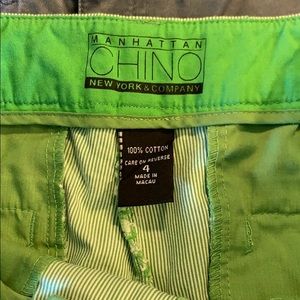 MANHATTAN
CHINO
NEW YORK & COMPANY
100% COTTON
CARE ON REVERSE
4
MADE IN
MACAU